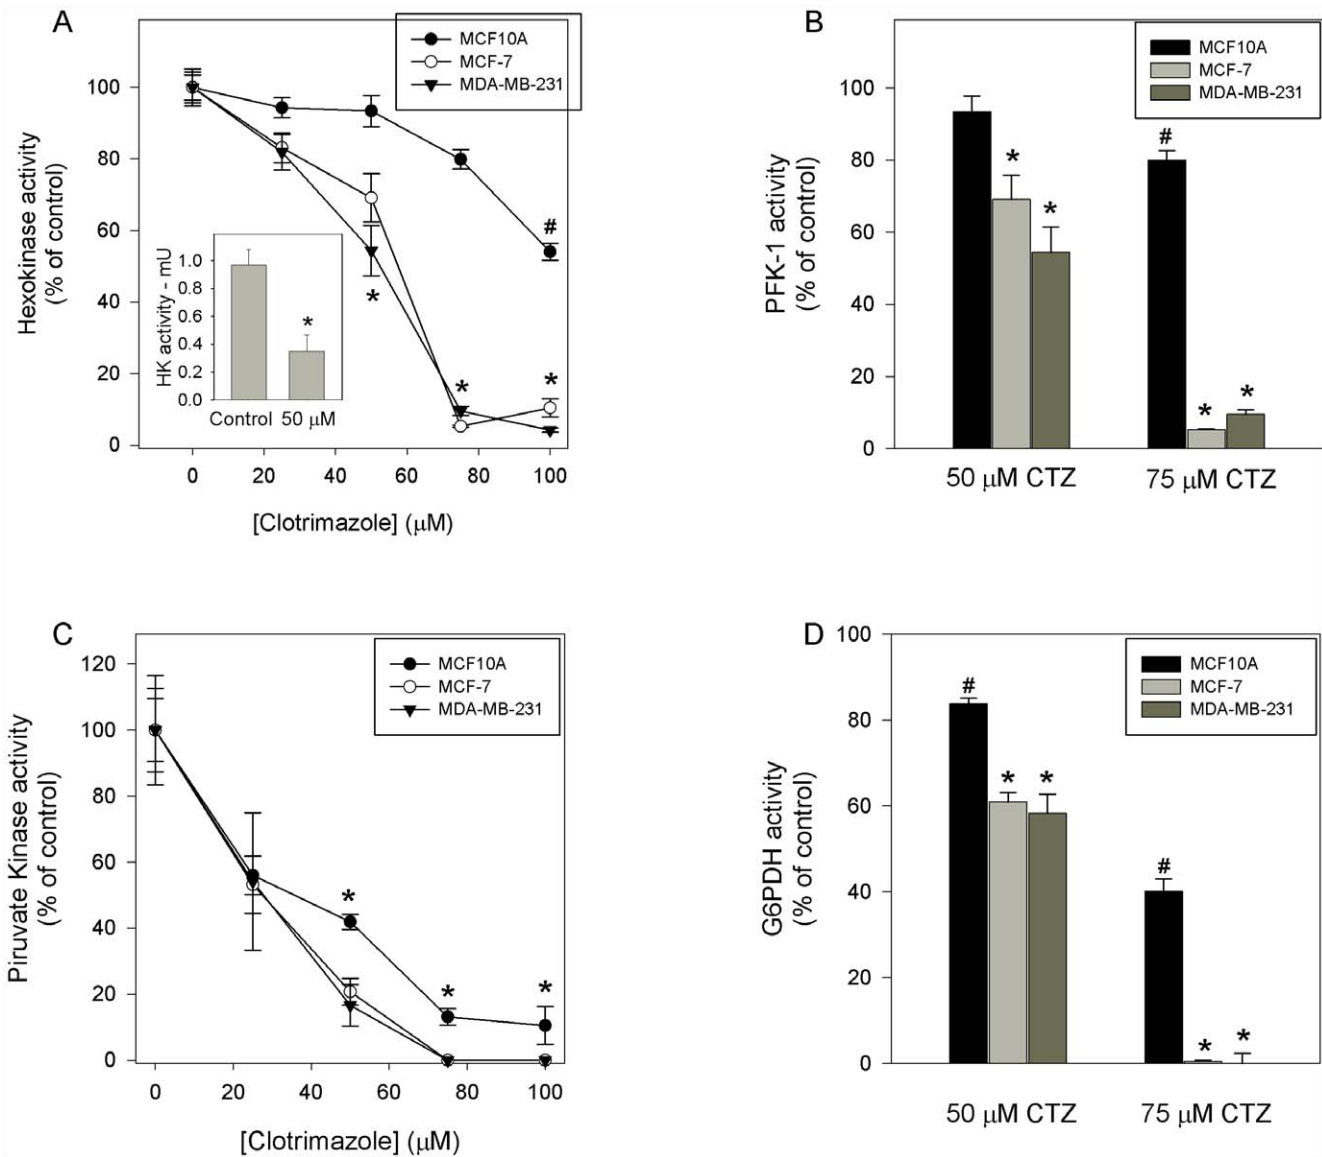 A
MCF10A
MCF-7
MDA-MB-231
Hexokinase activity
(% of control)
100
80
60
40
20
0
#
*
*
*
HK activity - mU
1.0
0.8
0.6
0.4
0.2
0.0
*
Control 50 μM
0 20 40 60 80 100
[Clotrimazole] (μM)
B
MCF10A
MCF-7
MDA-MB-231
PFK-1 activity
(% of control)
100
80
60
40
20
0
*
*
#
*
*
50 μM CTZ 75 μM CTZ
C
MCF10A
MCF-7
MDA-MB-231
Piruvate Kinase activity
(% of control)
120
100
80
60
40
20
0
*
*
*
0 20 40 60 80 100
[Clotrimazole] (μM)
D
MCF10A
MCF-7
MDA-MB-231
G6PDH activity
(% of control)
100
80
60
40
20
0
#
* *
#
*
*
50 μM CTZ 75 μM CTZ